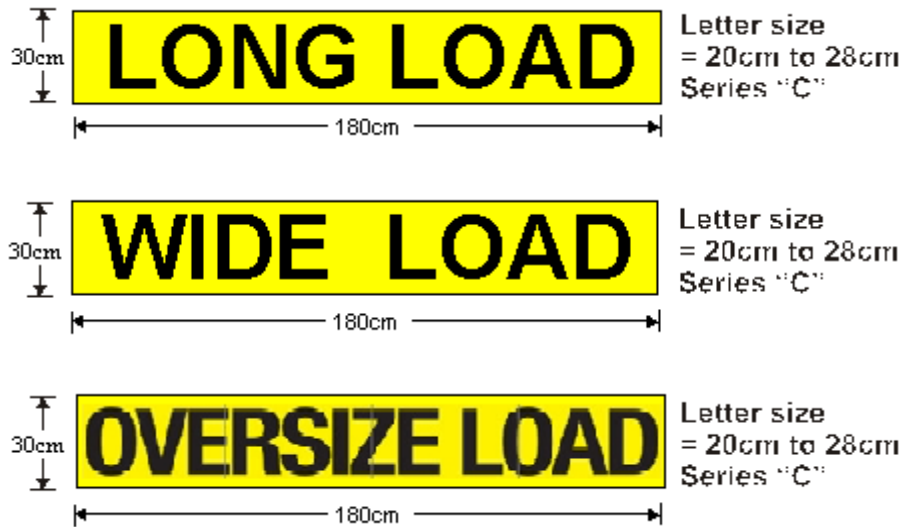 30cm
LONG LOAD
Letter size
= 20cm to 28cm
Series “C”
180cm
30cm
WIDE LOAD
Letter size
= 20cm to 28cm
Series “C”
180cm
30cm
OVERSIZE LOAD
Letter size
= 20cm to 28cm
Series “C”
180cm